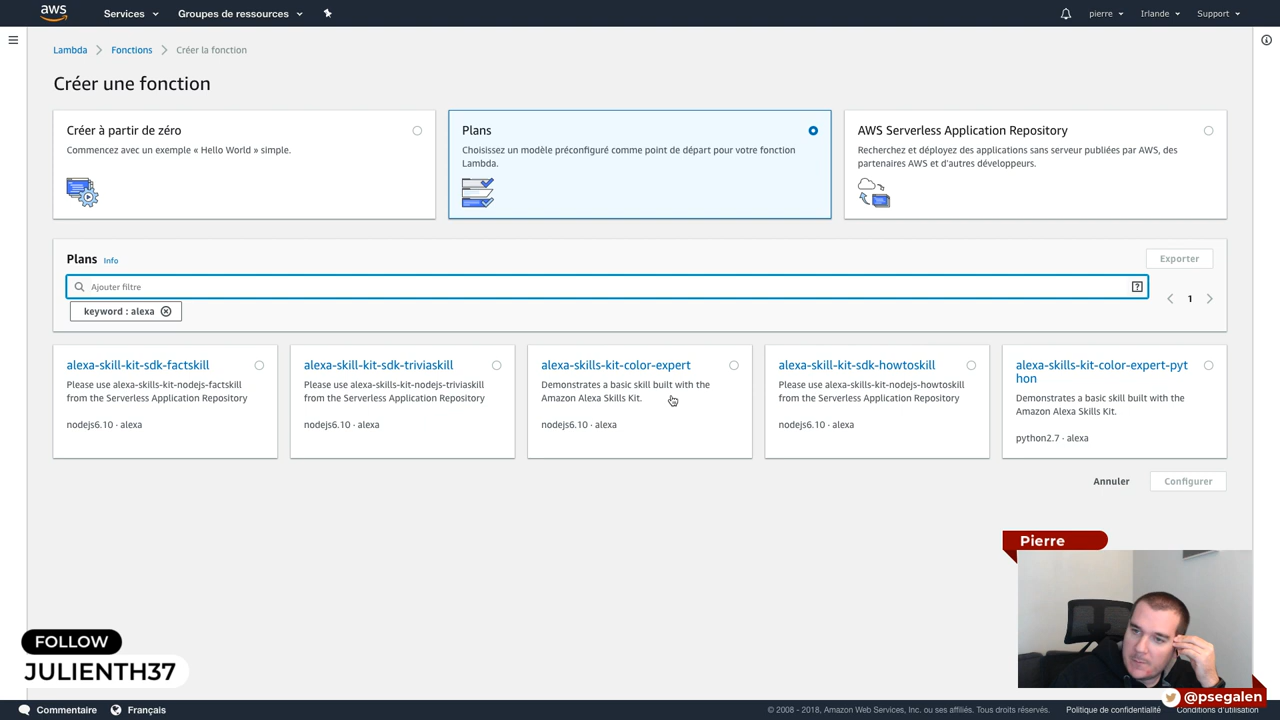 aws
Services
Groupes de ressources
pierre
Irlande
Support
Lambda
Fonctions
Créer la fonction
Créer une fonction
Créer à partir de zéro
Commencez avec un exemple « Hello World » simple.
Plans
Choisissez un modèle préconfiguré comme point de départ pour votre fonction
Lambda.
AWS Serverless Application Repository
Recherchez et déployez des applications sans serveur publiées par AWS, des
partenaires AWS et d'autres développeurs.
Plans
Info
Exporter
Ajouter filtre
?
1
keyword : alexa
alexa-skill-kit-sdk-factskill
Please use alexa-skills-kit-nodejs-factskill
from the Serverless Application Repository
nodejs6.10 · alexa
alexa-skill-kit-sdk-triviaskill
Please use alexa-skills-kit-nodejs-triviaskill
from the Serverless Application Repository
nodejs6.10 · alexa
alexa-skills-kit-color-expert
Demonstrates a basic skill built with the
Amazon Alexa Skills Kit.
nodejs6.10 · alexa
alexa-skill-kit-sdk-howtoskill
Please use alexa-skills-kit-nodejs-howtoskill
from the Serverless Application Repository
nodejs6.10 · alexa
alexa-skills-kit-color-expert-pyt
hon
Demonstrates a basic skill built with the
Amazon Alexa Skills Kit.
python2.7 · alexa
Annuler
Configurer
Pierre
FOLLOW
JULIENTH37
@psegalen
Commentaire
Français
© 2008 - 2018, Amazon Web Services, Inc. ou ses affiliés. Tous droits réservés.
Politique de confidentialité
Conditions d'utilisation